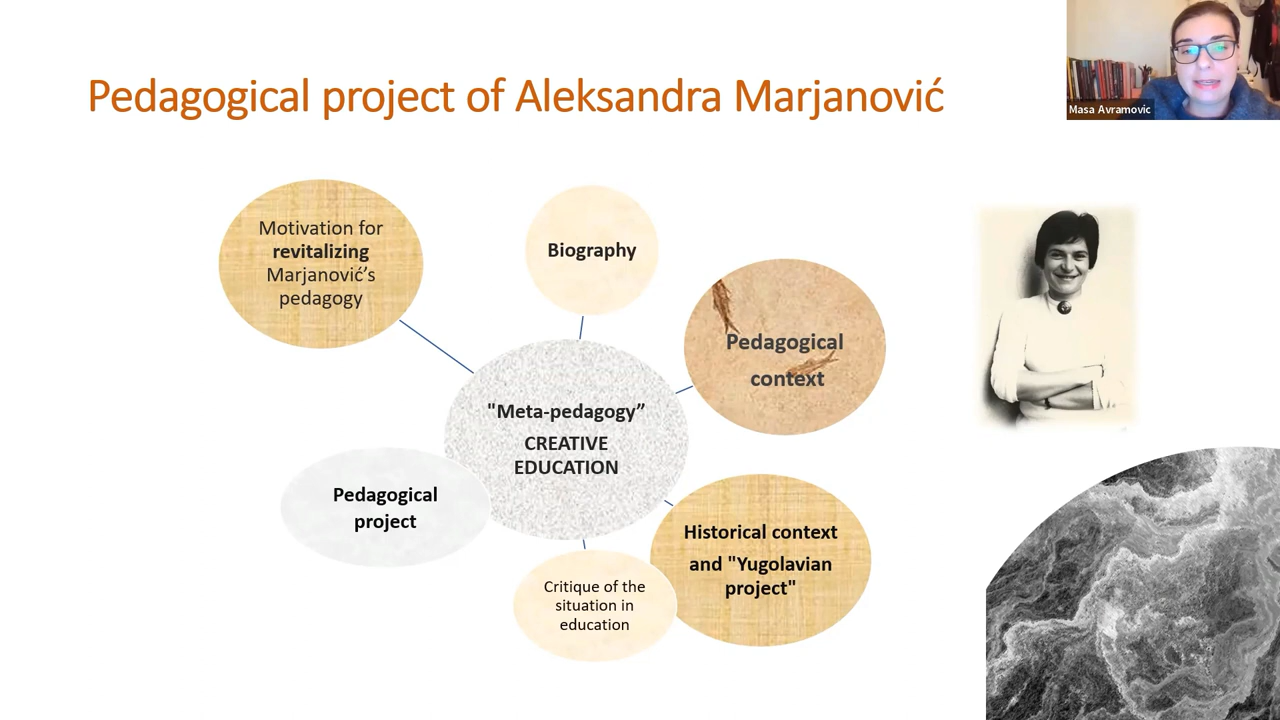 Pedagogical project of Aleksandra Marjanović
Masa Avramovic
Motivation for
revitalizing
Marjanović’s
pedagogy
Biography
Pedagogical
context
"Meta-pedagogy”
CREATIVE
EDUCATION
Pedagogical
project
Historical context
and "Yugolavian
project"
Critique of the
situation in
education